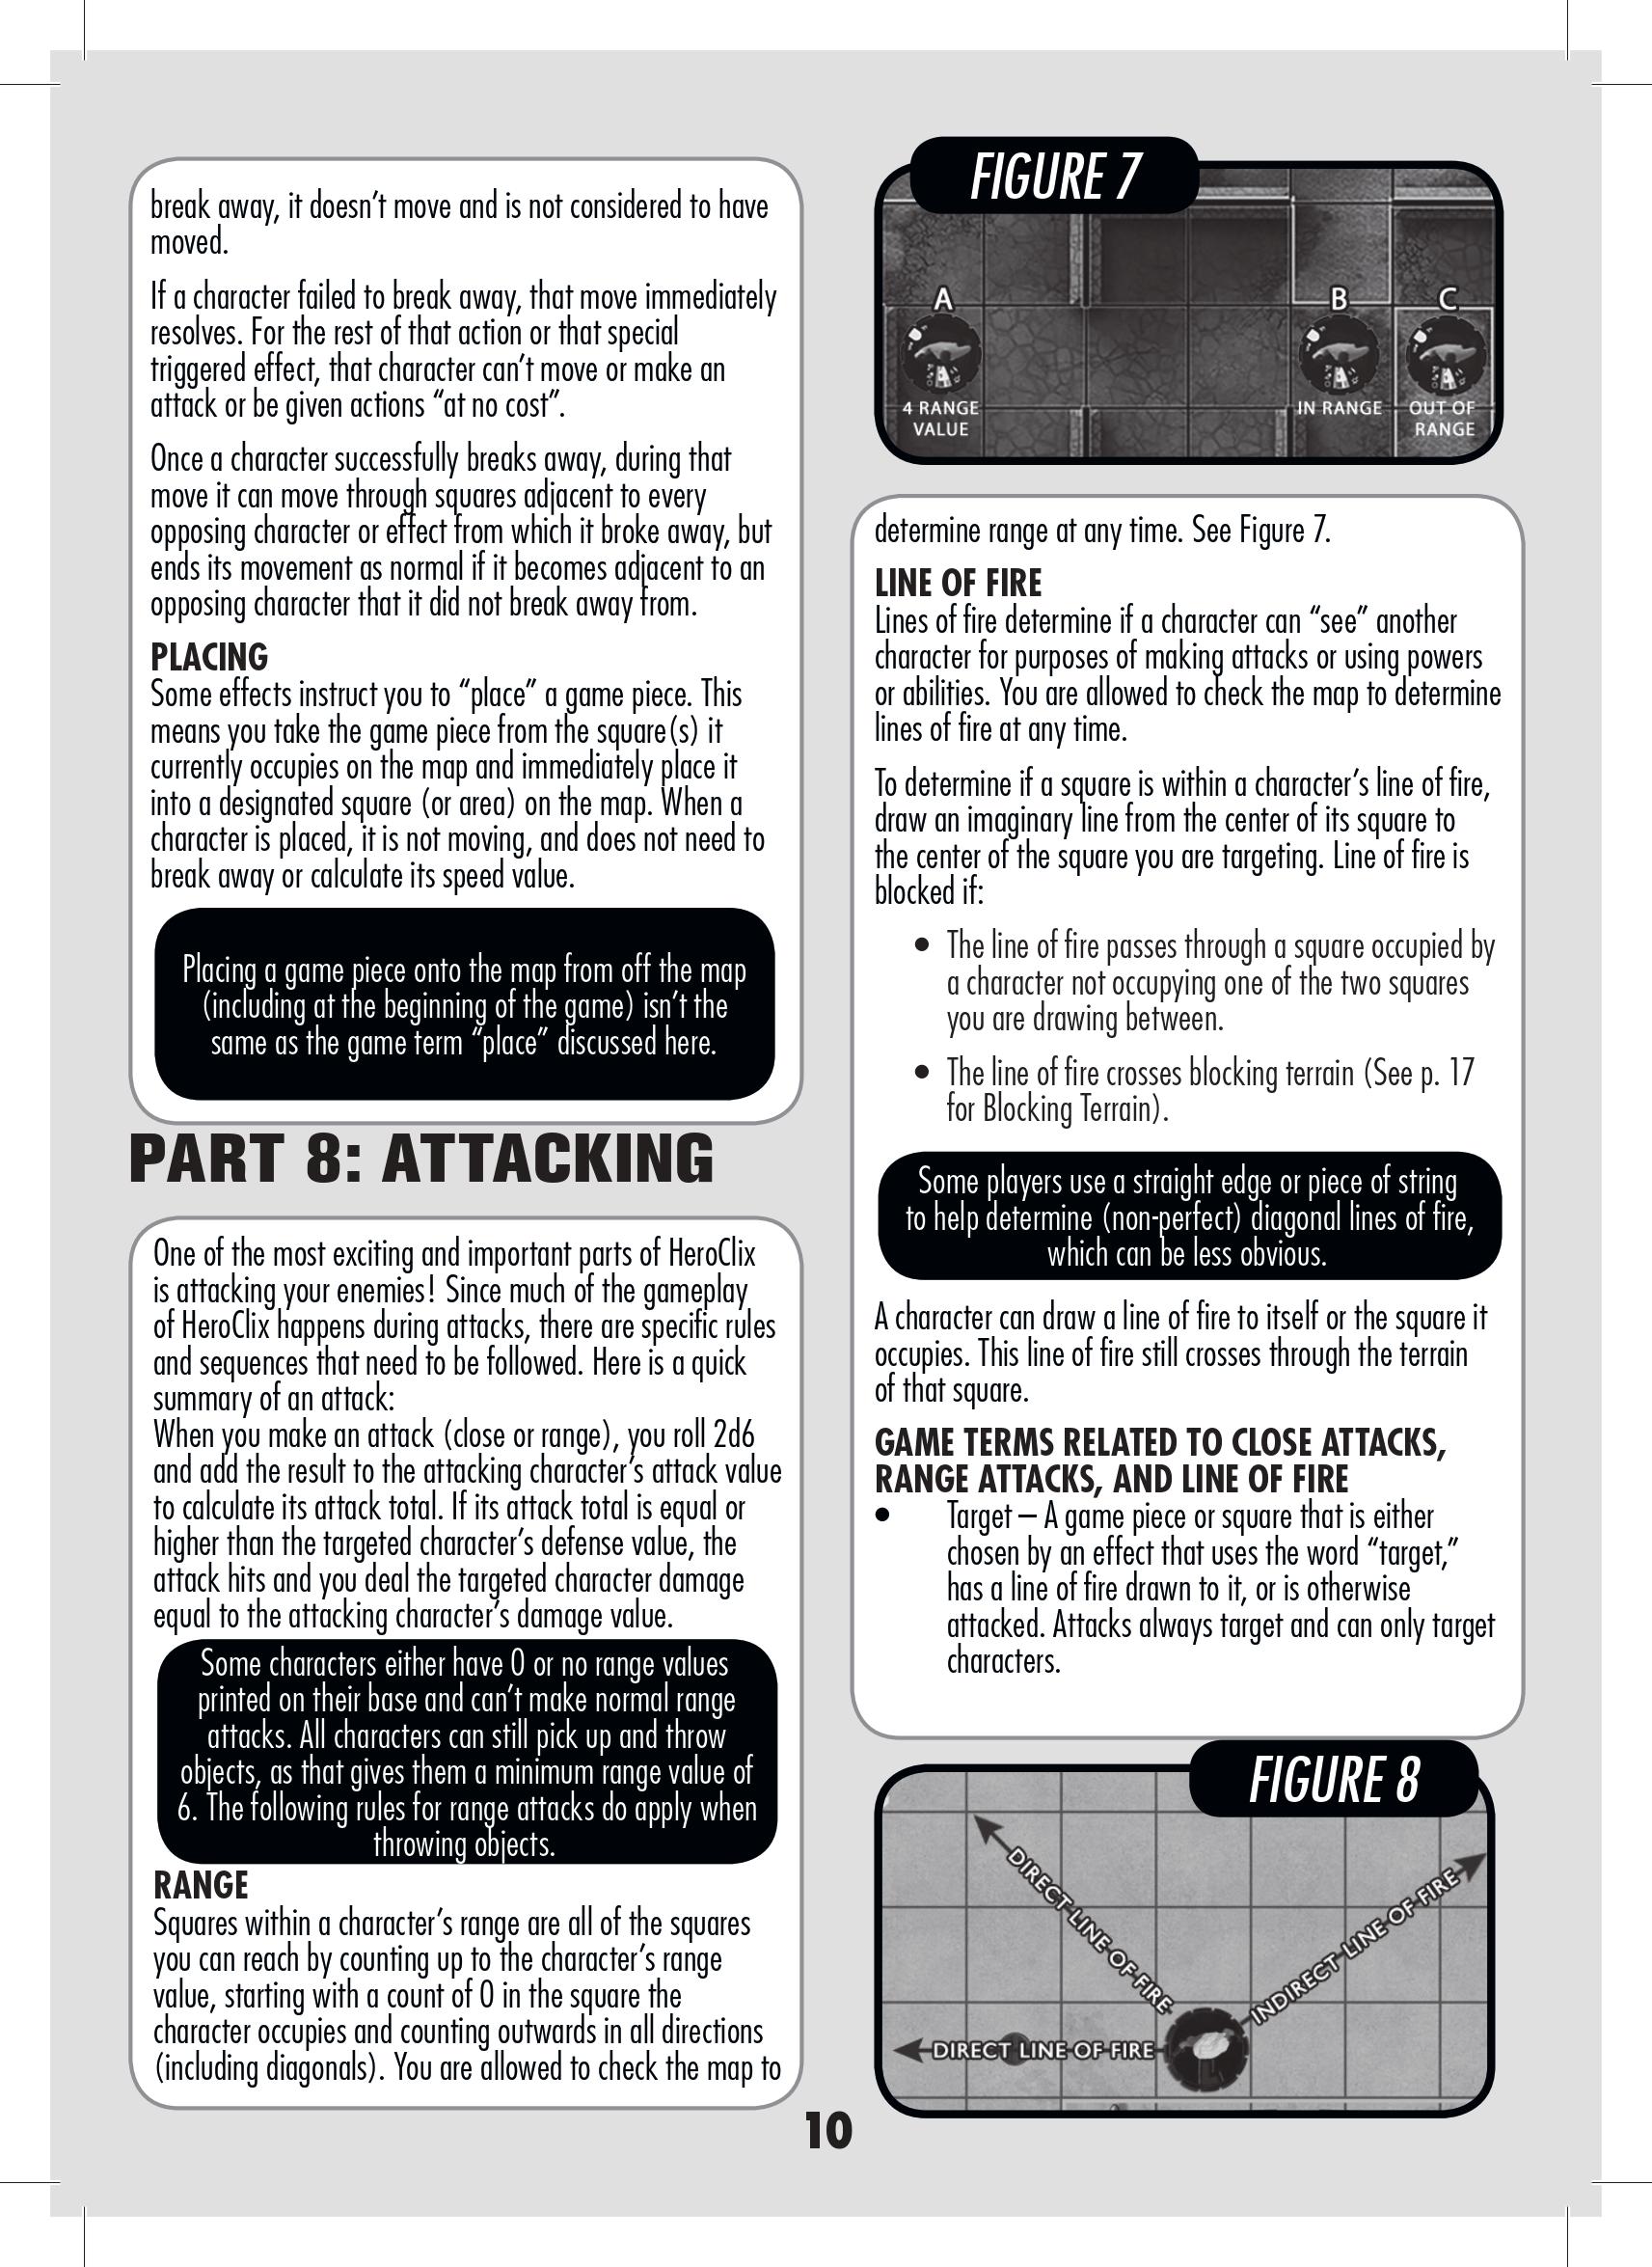 break away, it doesn’t move and is not considered to have
moved.
If a character failed to break away, that move immediately
resolves. For the rest of that action or that special
triggered effect, that character can’t move or make an
attack or be given actions “at no cost”.
Once a character successfully breaks away, during that
move it can move through squares adjacent to every
opposing character or effect from which it broke away, but
ends its movement as normal if it becomes adjacent to an
opposing character that it did not break away from.
PLACING
Some effects instruct you to “place” a game piece. This
means you take the game piece from the square(s) it
currently occupies on the map and immediately place it
into a designated square (or area) on the map. When a
character is placed, it is not moving, and does not need to
break away or calculate its speed value.
Placing a game piece onto the map from off the map
(including at the beginning of the game) isn’t the
same as the game term “place” discussed here.
PART 8: ATTACKING
One of the most exciting and important parts of HeroClix
is attacking your enemies! Since much of the gameplay
of HeroClix happens during attacks, there are specific rules
and sequences that need to be followed. Here is a quick
summary of an attack:
When you make an attack (close or range), you roll 2d6
and add the result to the attacking character’s attack value
to calculate its attack total. If its attack total is equal or
higher than the targeted character’s defense value, the
attack hits and you deal the targeted character damage
equal to the attacking character’s damage value.
Some characters either have 0 or no range values
printed on their base and can’t make normal range
attacks. All characters can still pick up and throw
objects, as that gives them a minimum range value of
6. The following rules for range attacks do apply when
throwing objects.
RANGE
Squares within a character’s range are all of the squares
you can reach by counting up to the character’s range
value, starting with a count of 0 in the square the
character occupies and counting outwards in all directions
(including diagonals). You are allowed to check the map to
FIGURE 7
A
B
C
4 RANGE
VALUE
IN RANGE
OUT OF
RANGE
determine range at any time. See Figure 7.
LINE OF FIRE
Lines of fire determine if a character can “see” another
character for purposes of making attacks or using powers
or abilities. You are allowed to check the map to determine
lines of fire at any time.
To determine if a square is within a character’s line of fire,
draw an imaginary line from the center of its square to
the center of the square you are targeting. Line of fire is
blocked if:
• The line of fire passes through a square occupied by
a character not occupying one of the two squares
you are drawing between.
• The line of fire crosses blocking terrain (See p. 17
for Blocking Terrain).
Some players use a straight edge or piece of string
to help determine (non-perfect) diagonal lines of fire,
which can be less obvious.
A character can draw a line of fire to itself or the square it
occupies. This line of fire still crosses through the terrain
of that square.
GAME TERMS RELATED TO CLOSE ATTACKS,
RANGE ATTACKS, AND LINE OF FIRE
• Target – A game piece or square that is either
chosen by an effect that uses the word “target,”
has a line of fire drawn to it, or is otherwise
attacked. Attacks always target and can only target
characters.
FIGURE 8
DIRECT LINE OF FIRE
INDIRECT LINE OF FIRE
DIRECT LINE OF FIRE
10